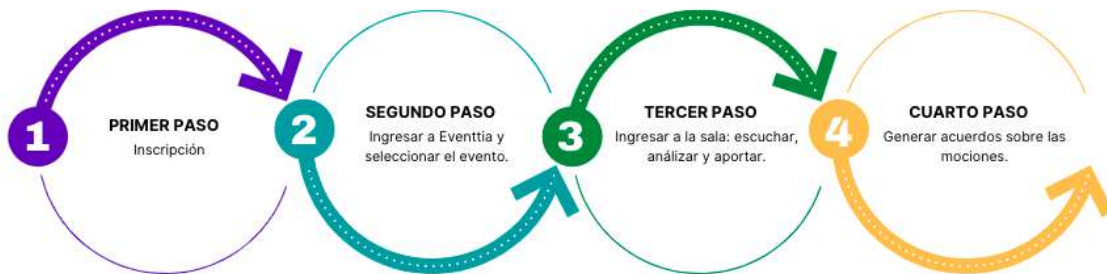 1
PRIMER PASO
Inscripción
2
SEGUNDO PASO
Ingresar a Eventtia y
seleccionar el evento.
3
TERCER PASO
Ingresar a la sala: escuchar,
análizar y aportar.
4
CUARTO PASO
Generar acuerdos sobre las
mociones.